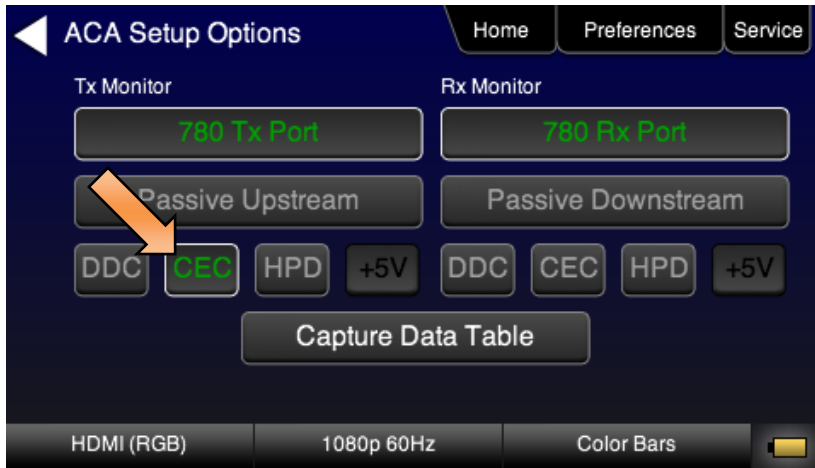 ACA Setup Options
Home
Preferences
Service
Tx Monitor
Rx Monitor
780 Tx Port
780 Rx Port
Passive Upstream
Passive Downstream
DDC
CEC
HPD
+5V
DDC
CEC
HPD
+5V
Capture Data Table
HDMI (RGB)
1080p 60Hz
Color Bars